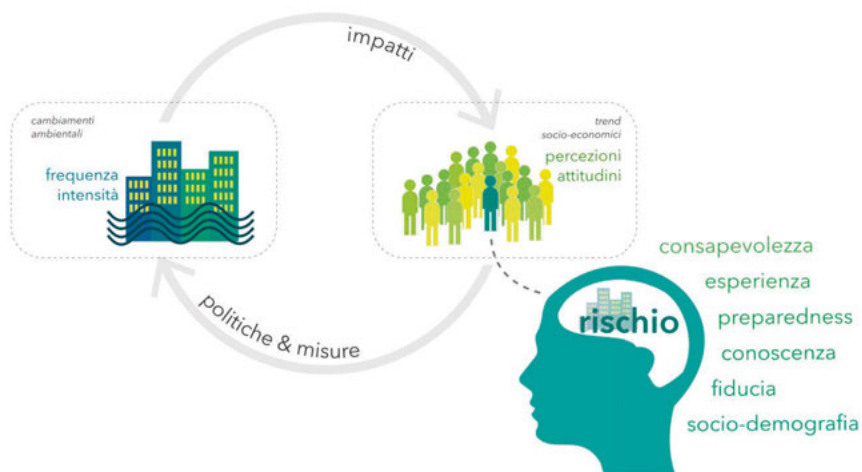 impatti
cambiamenti
ambientali
frequenza
intensità
trend
socio-economici
percezioni
attitudini
politiche & misure
rischio
consapevolezza
esperienza
preparedness
conoscenza
fiducia
socio-demografia